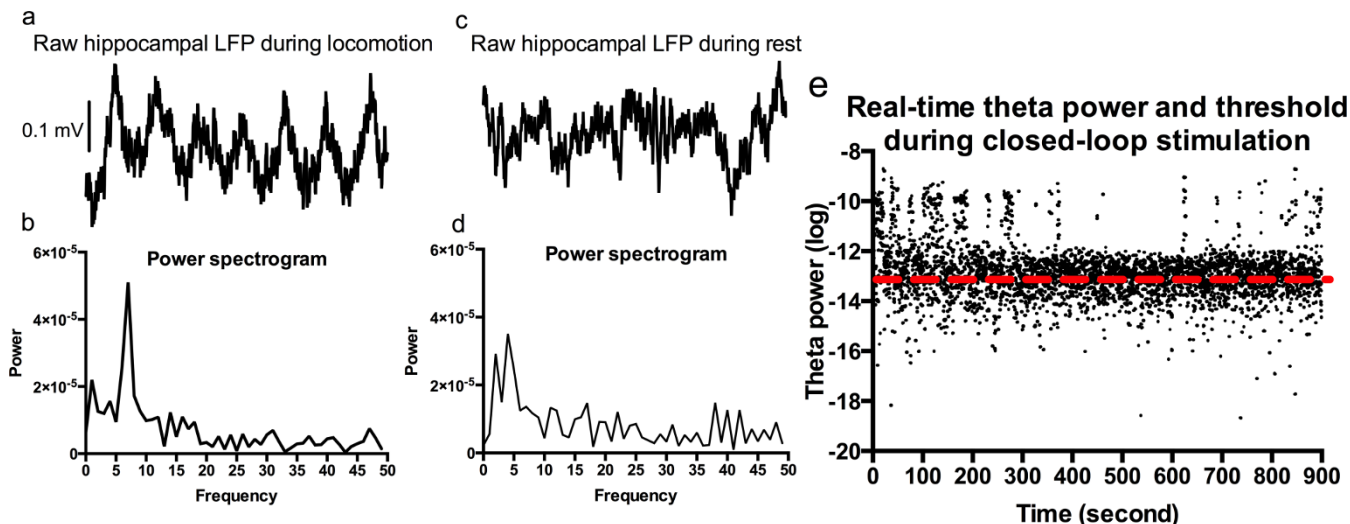 a
Raw hippocampal LFP during locomotion
0.1 mV
b
Power spectrogram
6×10⁻⁵
4×10⁻⁵
2×10⁻⁵
0
Power
0 5 10 15 20 25 30 35 40 45 50
Frequency
c
Raw hippocampal LFP during rest
d
Power spectrogram
6×10⁻⁵
4×10⁻⁵
2×10⁻⁵
0
Power
0 5 10 15 20 25 30 35 40 45 50
Frequency
e
Real-time theta power and threshold
during closed-loop stimulation
-8
-10
-12
-14
-16
-18
-20
Theta power (log)
0 100 200 300 400 500 600 700 800 900
Time (second)